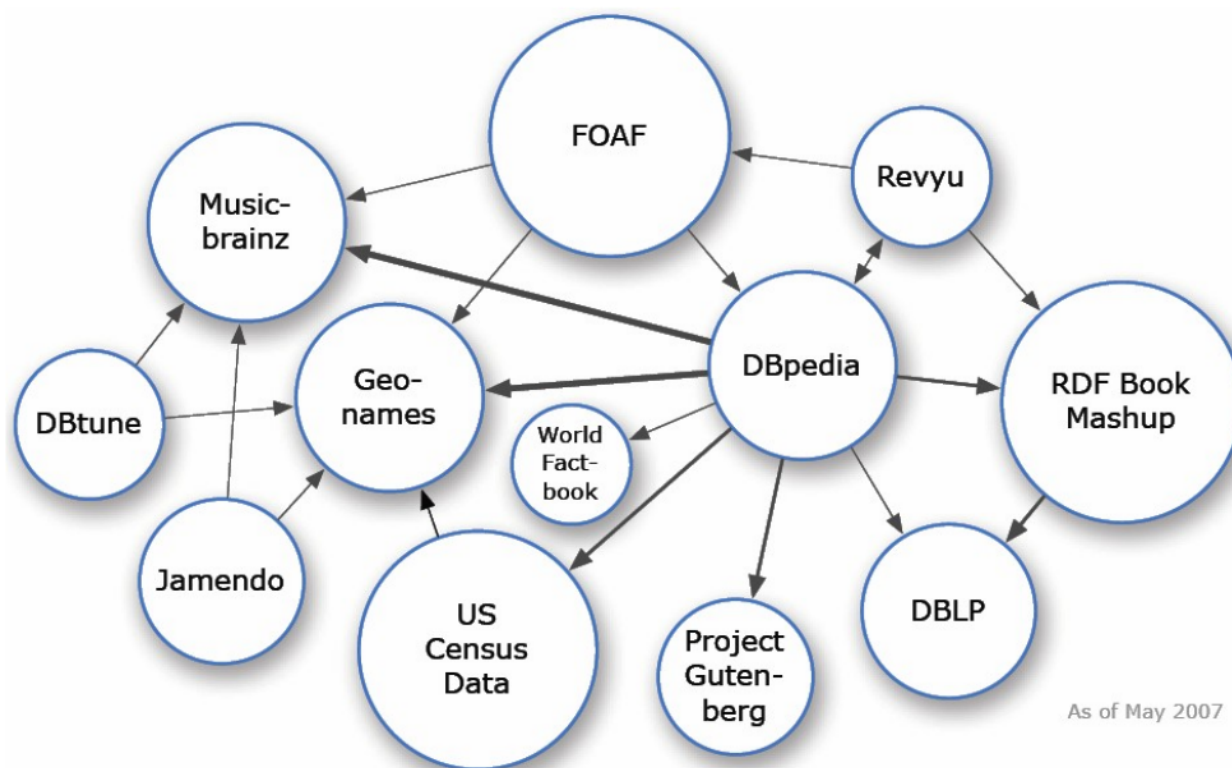 FOAF
Revyu
Music-
brainz
DBpedia
Geo-
names
RDF Book
Mashup
DBtune
World
Fact-
book
Jamendo
US
Census
Data
Project
Guten-
berg
DBLP
As of May 2007